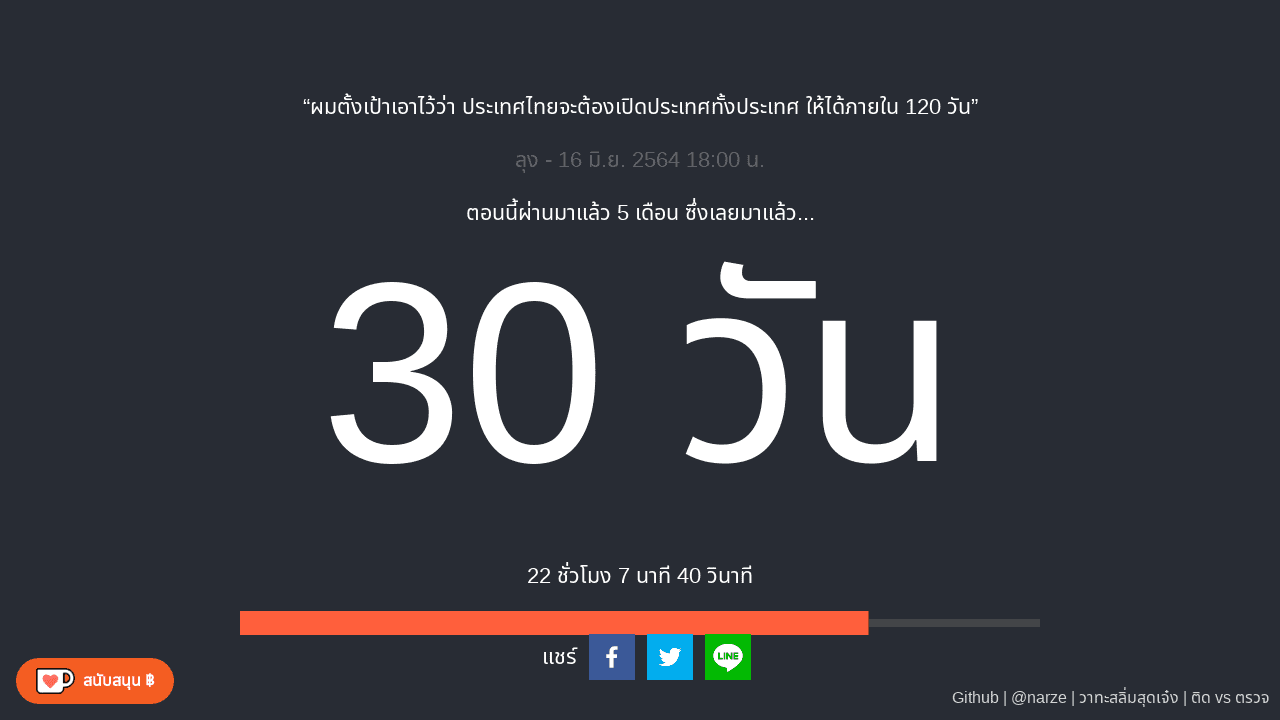 “ผมตั้งเป้าเอาไว้ว่า ประเทศไทยจะต้องเปิดประเทศทั้งประเทศ ให้ได้ภายใน 120 วัน”
ลุง - 16 มิ.ย. 2564 18:00 น.
ตอนนี้ผ่านมาแล้ว 5 เดือน ซึ่งเลยมาแล้ว...
30 วัน
22 ชั่วโมง 7 นาที 40 วินาที
แชร์ LINE
สนับสนุน ฿
Github | @narze | วาทะสลิ่มสุดเจ๋ง | ติด vs ตรวจ